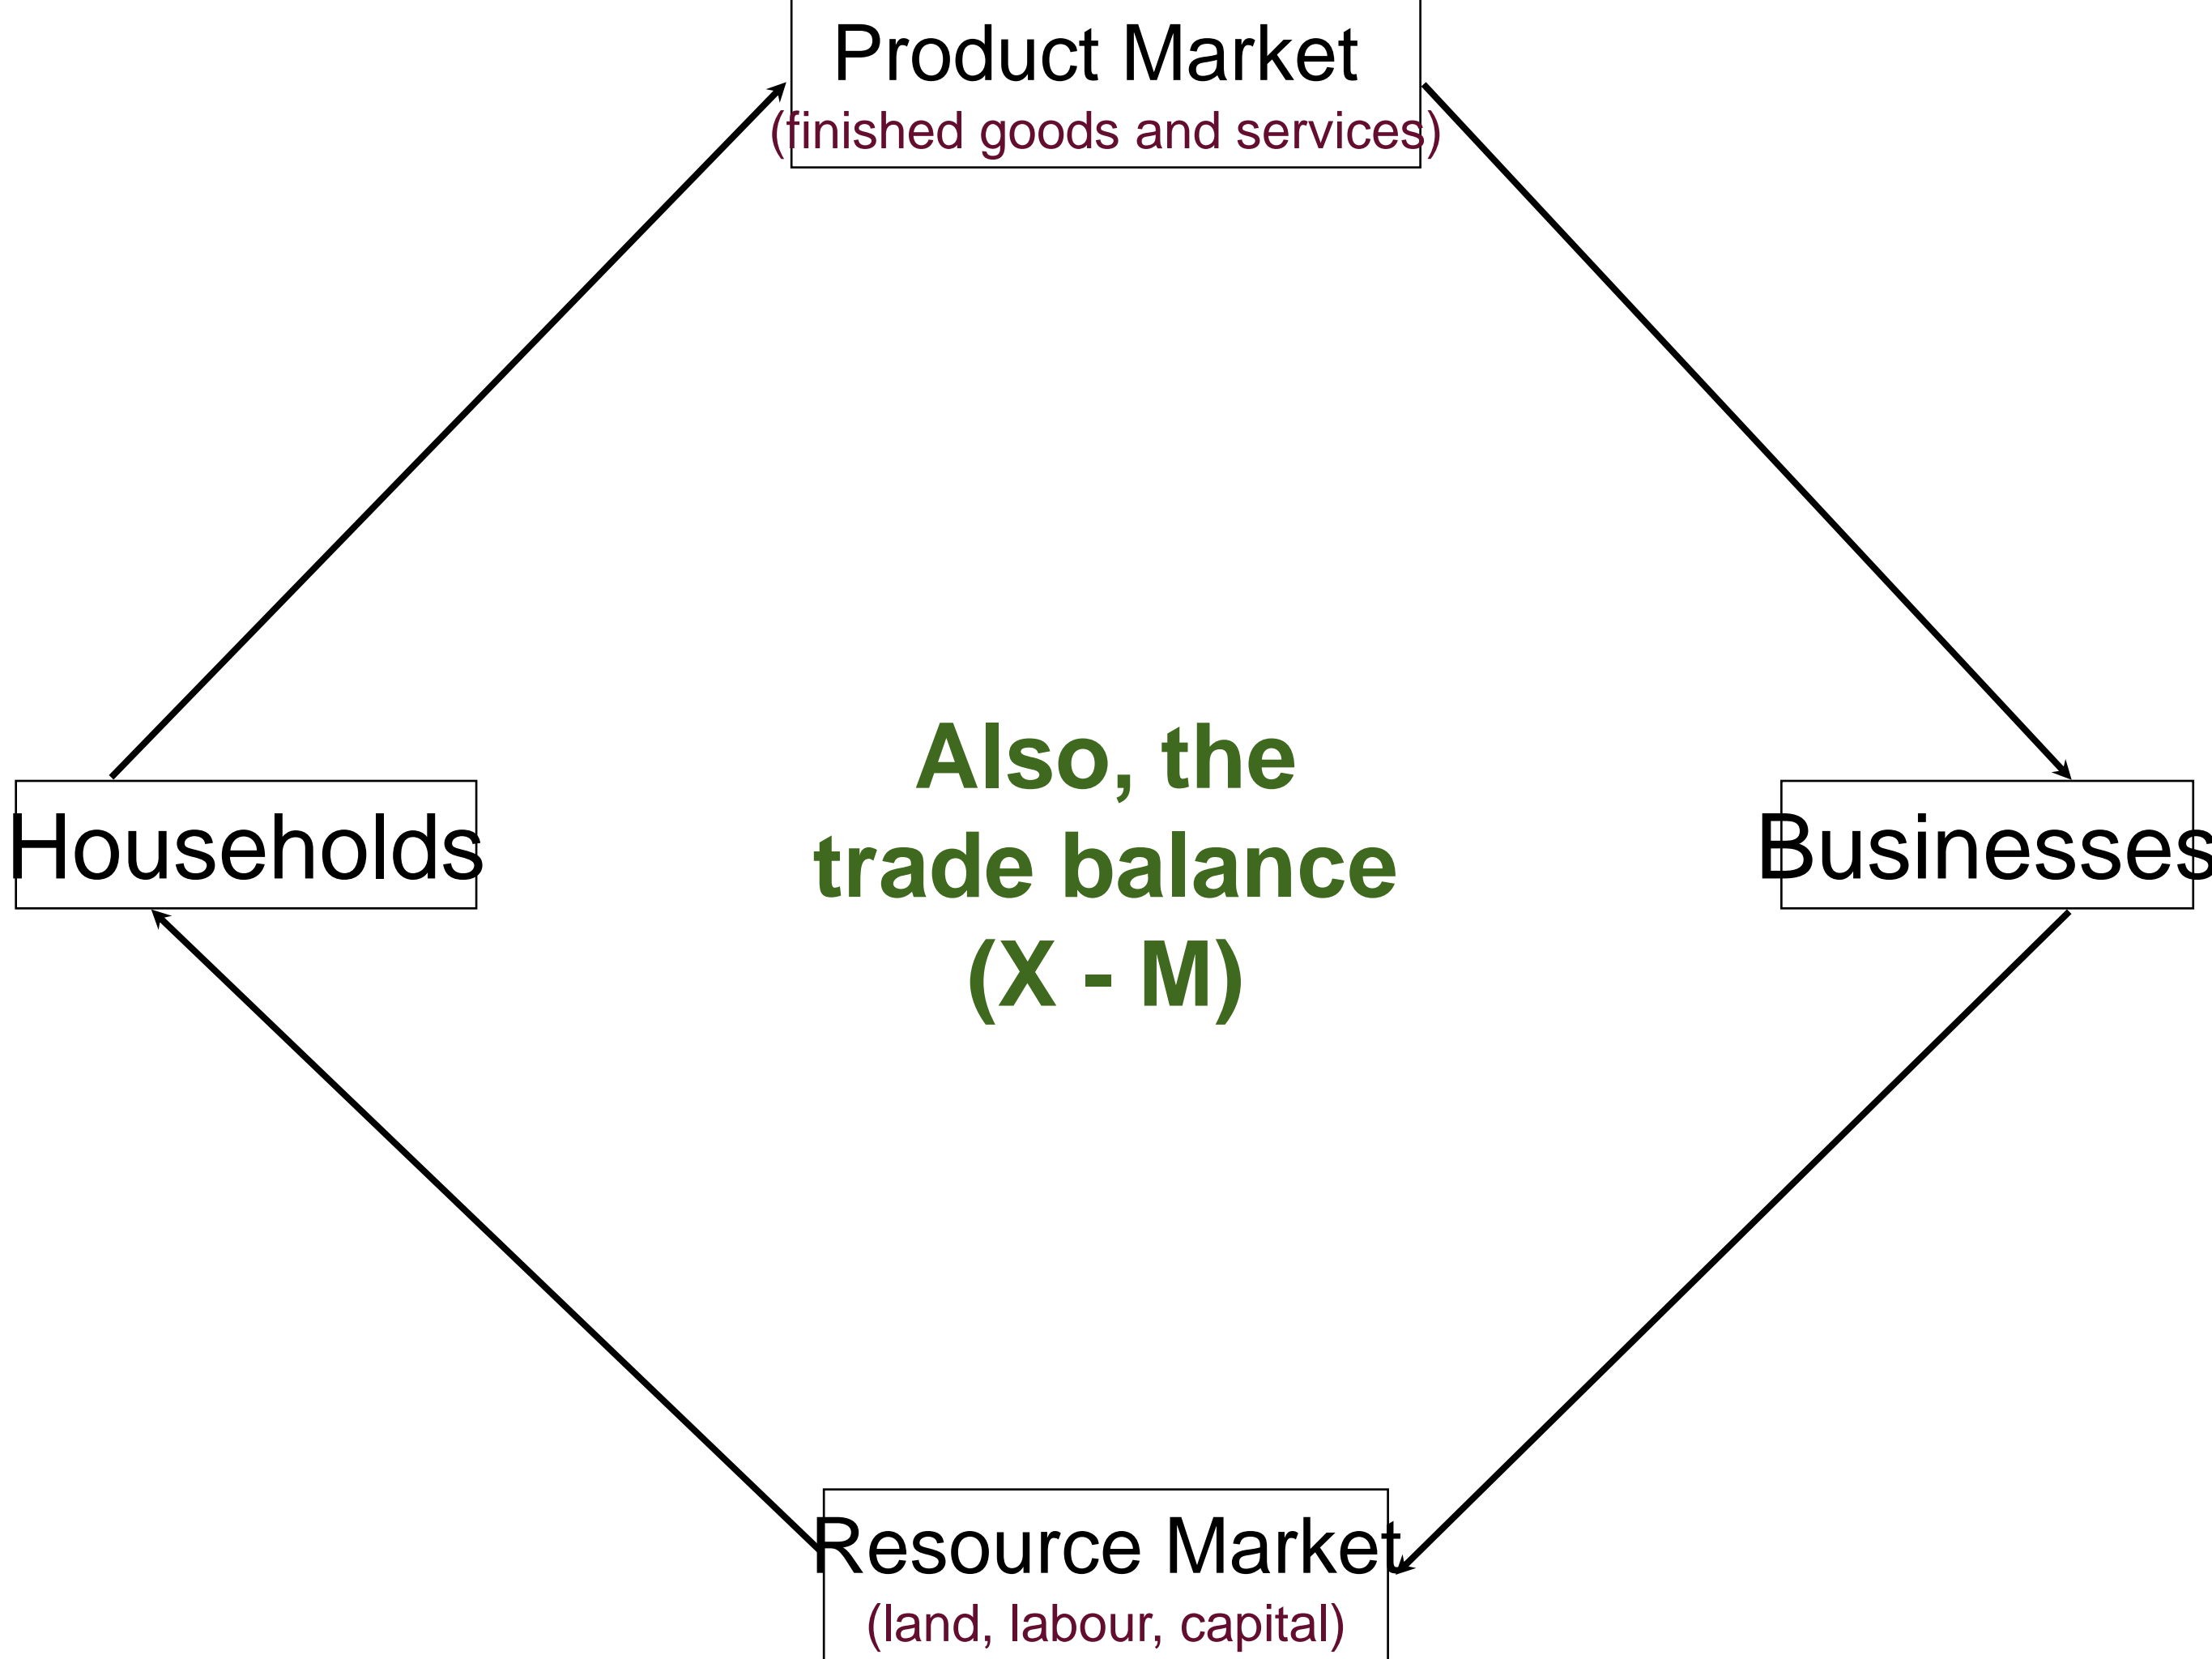 Product Market
(finished goods and services)
Also, the
trade balance
(X - M)
Households
Businesses
Resource Market
(land, labour, capital)